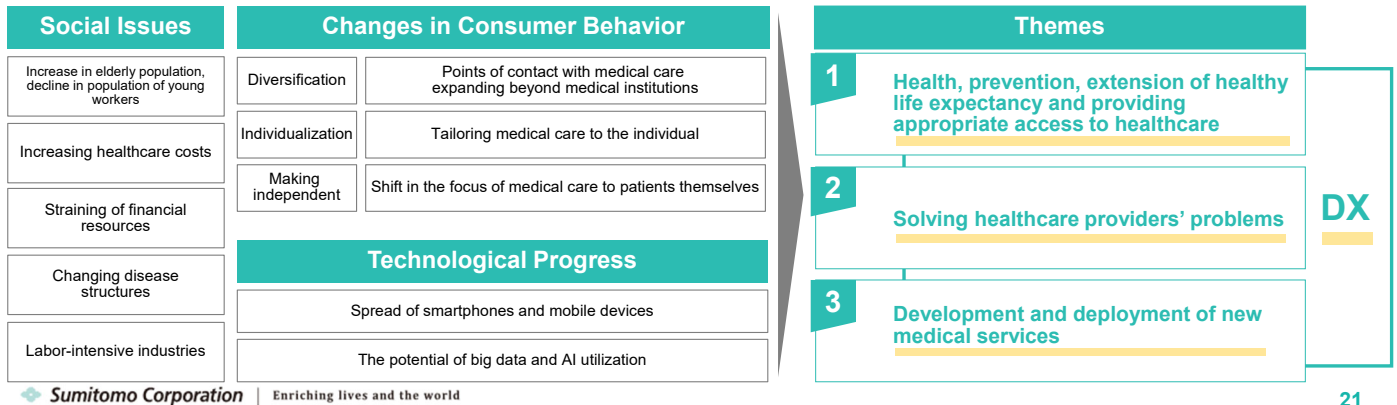 Social Issues
Increase in elderly population,
decline in population of young
workers
Increasing healthcare costs
Straining of financial
resources
Changing disease
structures
Labor-intensive industries
Changes in Consumer Behavior
Diversification
Points of contact with medical care
expanding beyond medical institutions
Individualization
Tailoring medical care to the individual
Making
independent
Shift in the focus of medical care to patients themselves
Technological Progress
Spread of smartphones and mobile devices
The potential of big data and AI utilization
Themes
1
Health, prevention, extension of healthy
life expectancy and providing
appropriate access to healthcare
2
Solving healthcare providers' problems
3
Development and deployment of new
medical services
DX
Sumitomo Corporation | Enriching lives and the world
21